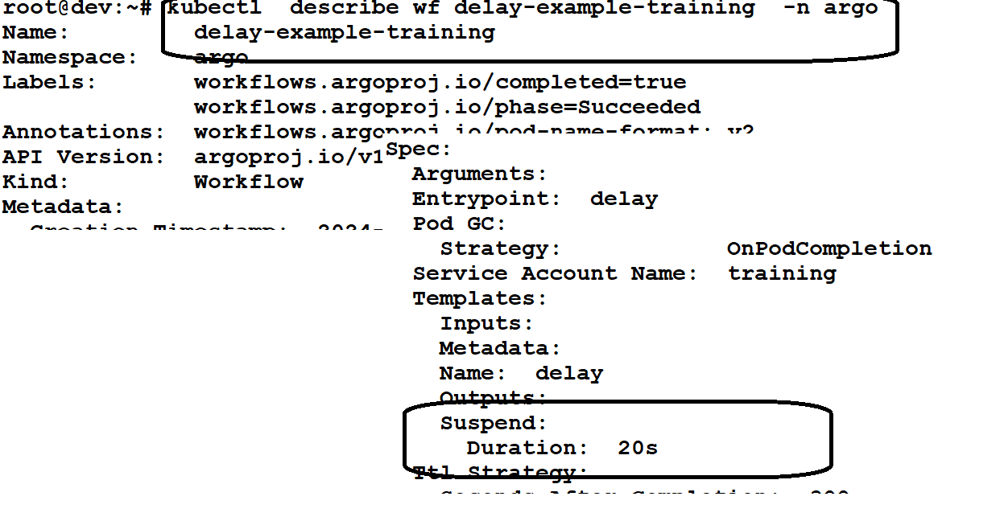 root@dev:~# kubectl  describe wf delay-example-training  -n argo
Name:         delay-example-training
Namespace:    argo
Labels:       workflows.argoproj.io/completed=true
              workflows.argoproj.io/phase=Succeeded
Annotations:  workflows.argoproj.io/pod-name-format: v2
API Version:  argoproj.io/v1
Kind:         Workflow
Metadata:
  Creation Timestamp:  2024-
Spec:
  Arguments:
  Entrypoint:  delay
  Pod GC:
    Strategy:            OnPodCompletion
  Service Account Name:  training
  Templates:
    Inputs:
    Metadata:
    Name:  delay
    Outputs:
    Suspend:
      Duration:  20s
  Ttl Strategy:
    Seconds After Completion: